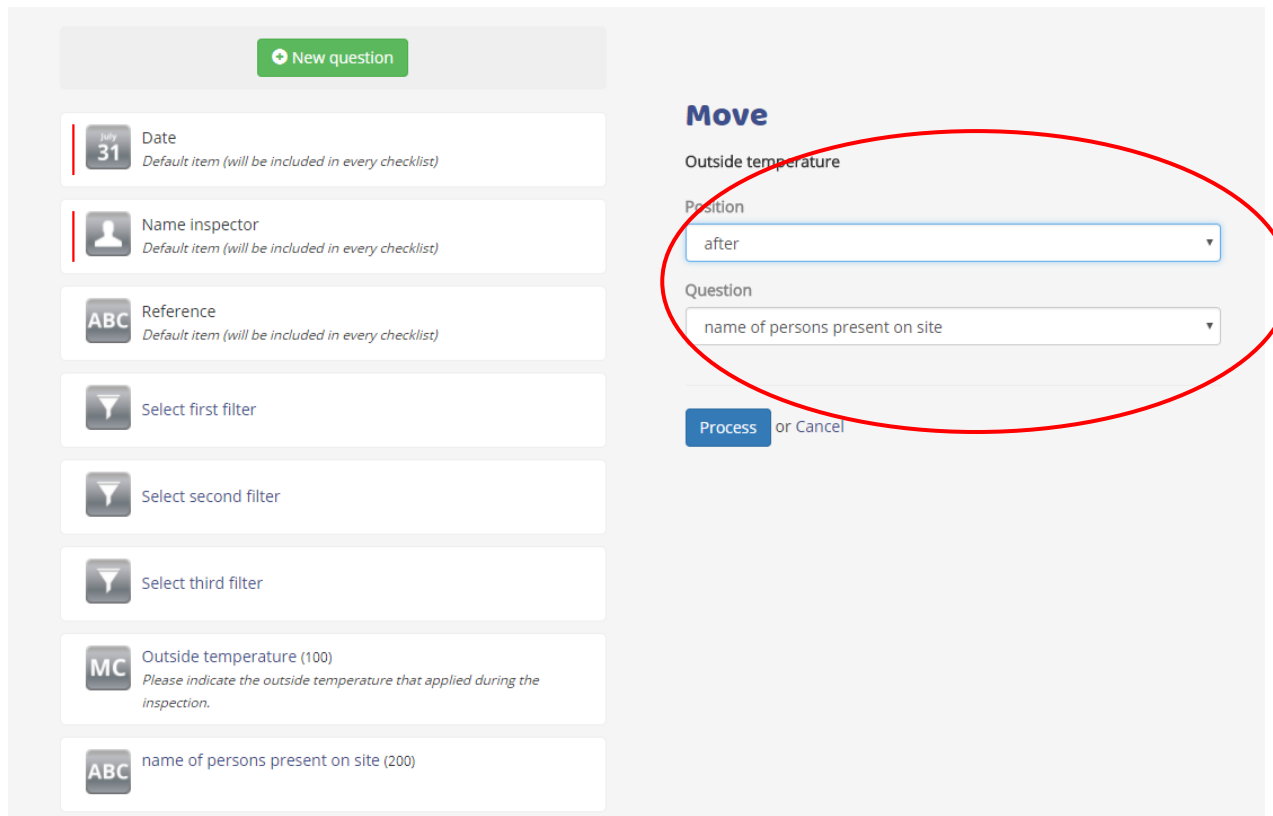 New question
July
31
Date
Default item (will be included in every checklist)
Name inspector
Default item (will be included in every checklist)
ABC
Reference
Default item (will be included in every checklist)
Select first filter
Select second filter
Select third filter
MC
Outside temperature (100)
Please indicate the outside temperature that applied during the
inspection.
ABC
name of persons present on site (200)
Move
Outside temperature
Position
after
Question
name of persons present on site
Process or Cancel